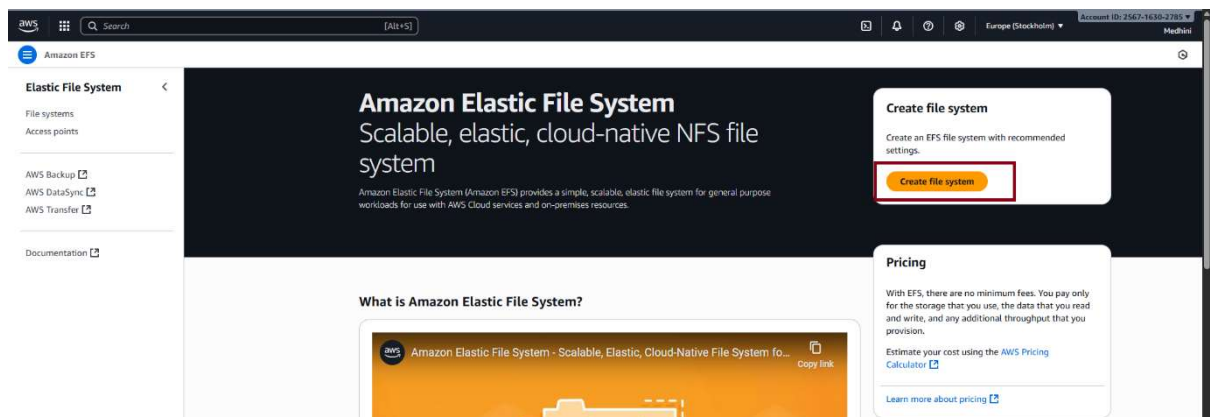 aws
Search
[Alt+S]
Europe (Stockholm) ▼
Account ID: 2567-1630-2785 ▼
Medhini
Amazon EFS
Elastic File System
File systems
Access points
AWS Backup
AWS DataSync
AWS Transfer
Documentation
Amazon Elastic File System
Scalable, elastic, cloud-native NFS file
system
Amazon Elastic File System (Amazon EFS) provides a simple, scalable, elastic file system for general purpose
workloads for use with AWS Cloud services and on-premises resources.
Create file system
Create an EFS file system with recommended
settings.
Create file system
Pricing
With EFS, there are no minimum fees. You pay only
for the storage that you use, the data that you read
and write, and any additional throughput that you
provision.
Estimate your cost using the AWS Pricing
Calculator
Learn more about pricing
What is Amazon Elastic File System?
aws
Amazon Elastic File System - Scalable, Elastic, Cloud-Native File System fo...
Copy link